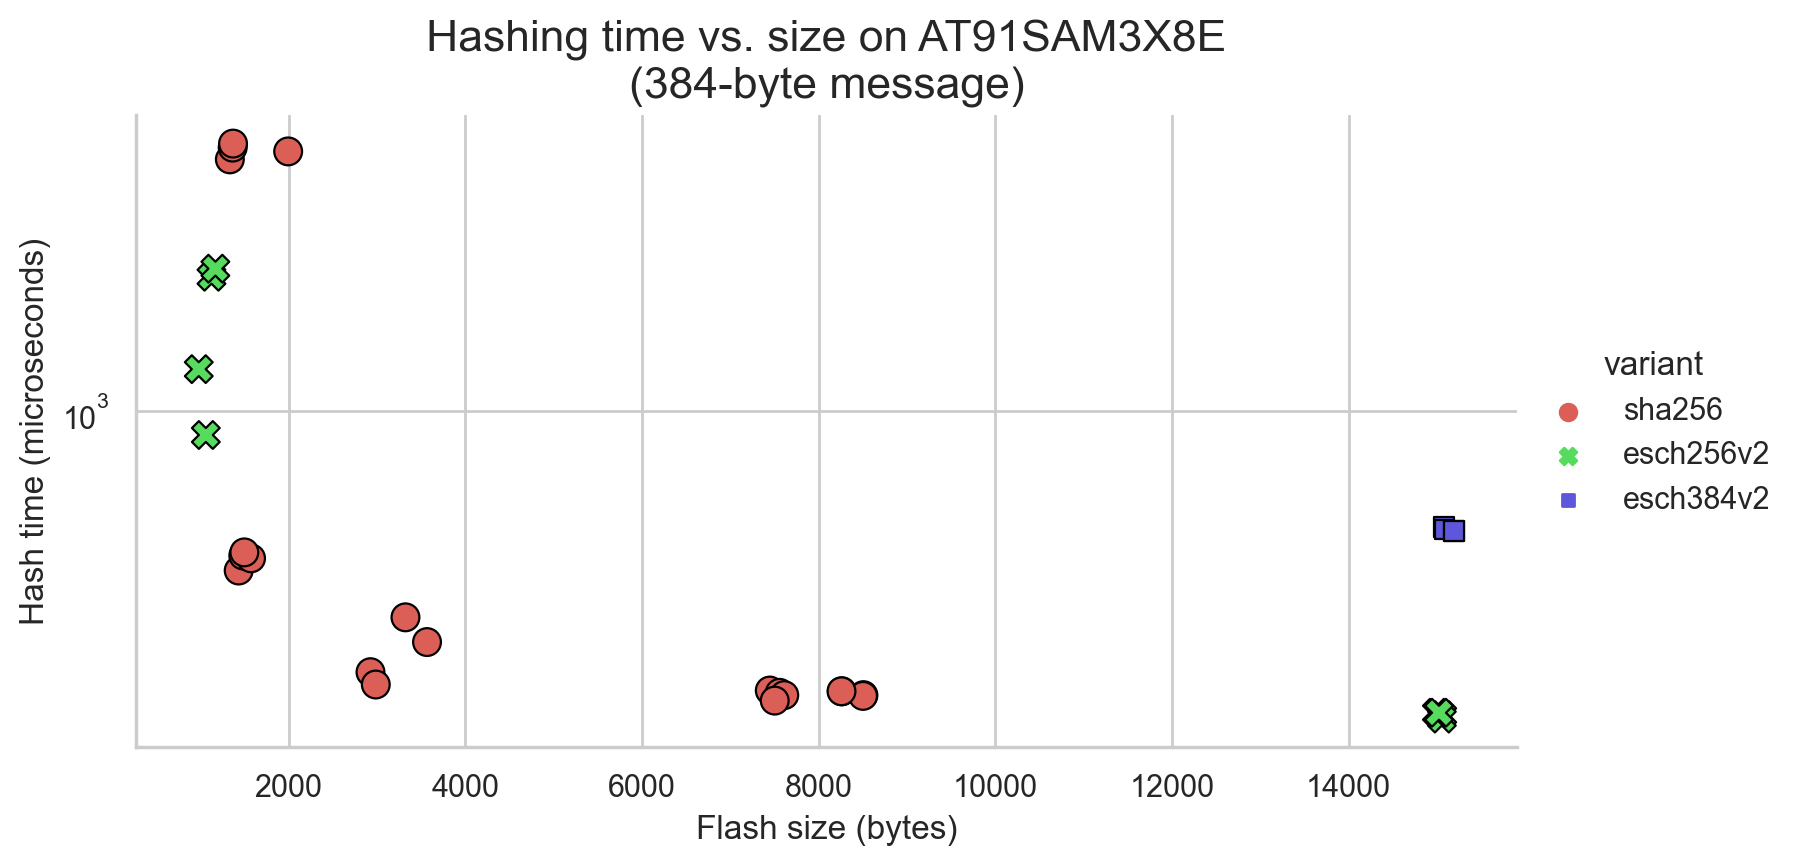 Hashing time vs. size on AT91SAM3X8E
(384-byte message)
Hash time (microseconds)
10³
2000 4000 6000 8000 10000 12000 14000
Flash size (bytes)
variant
sha256
esch256v2
esch384v2